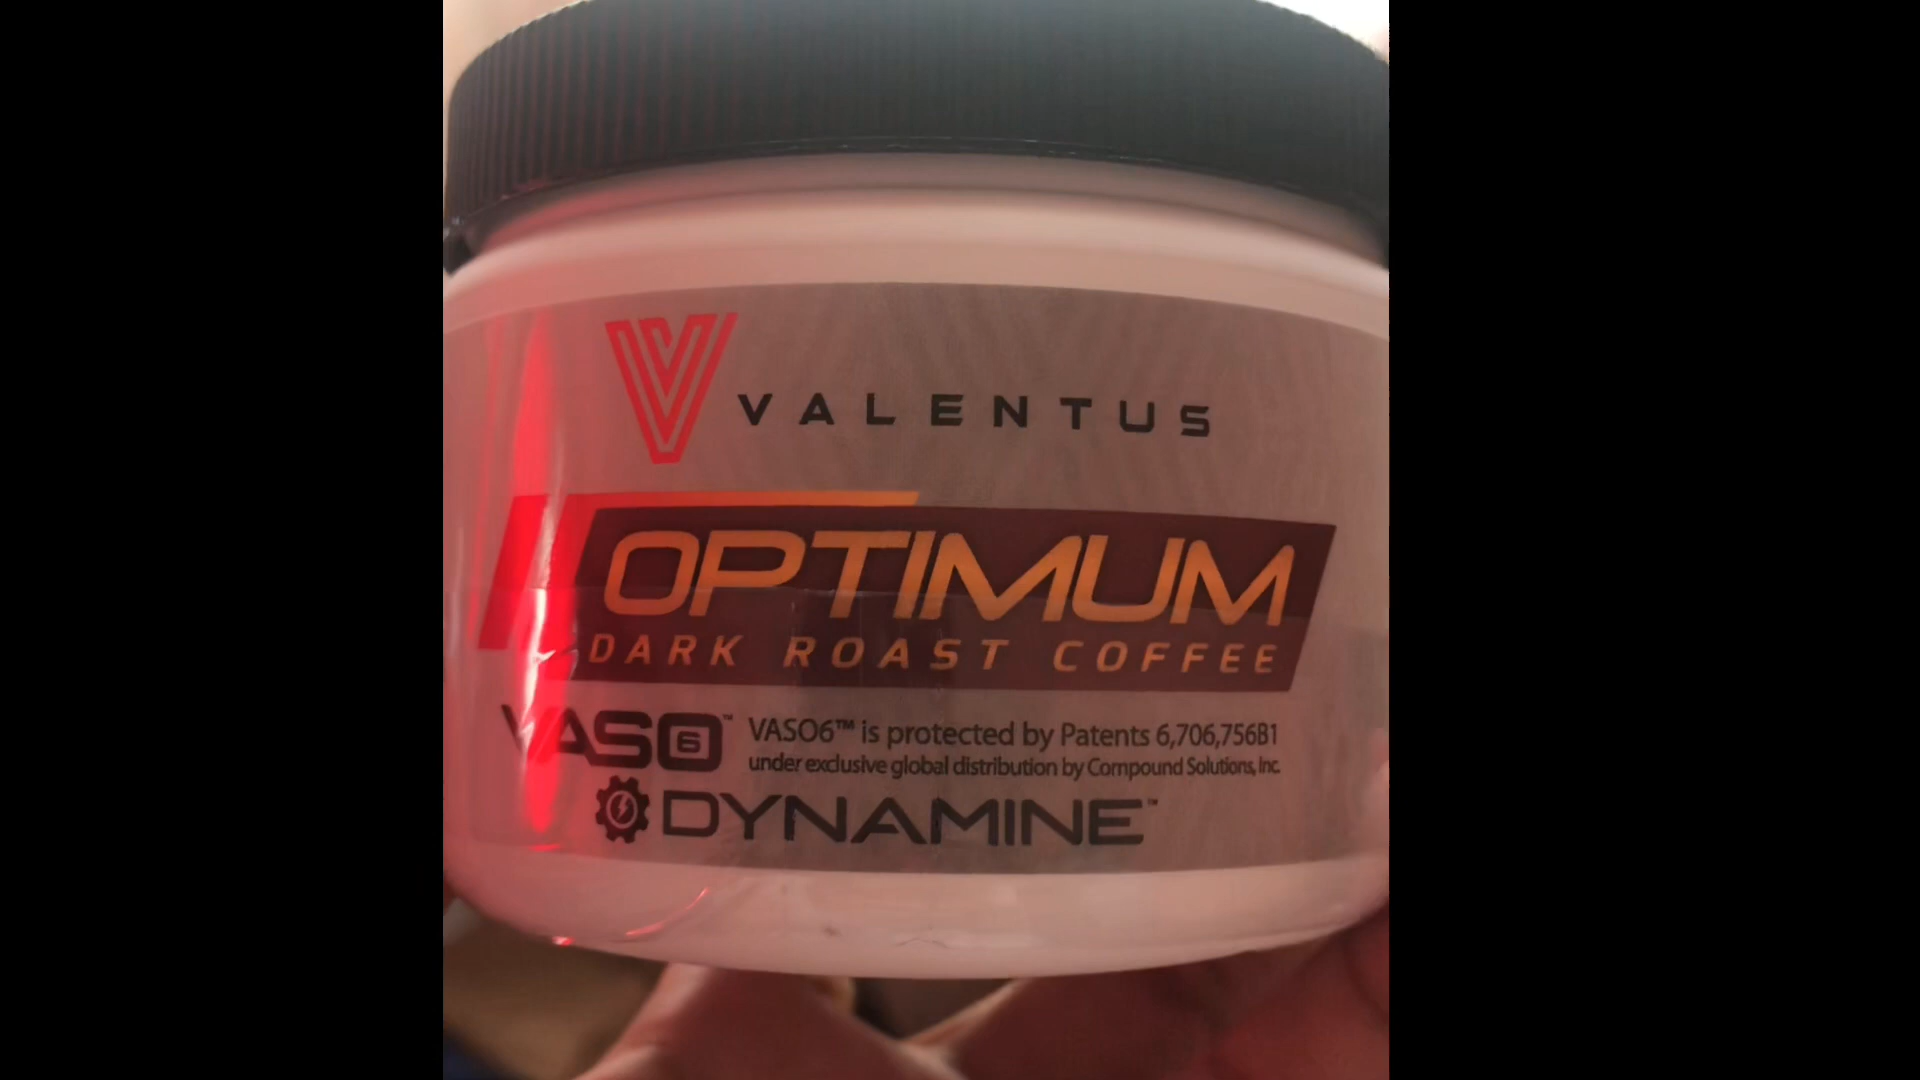 VALENTUS
OPTIMUM
DARK ROAST COFFEE
VASO6™ VASO6™ is protected by Patents 6,706,756B1
under exclusive global distribution by Compound Solutions, Inc.
DYNAMINE™